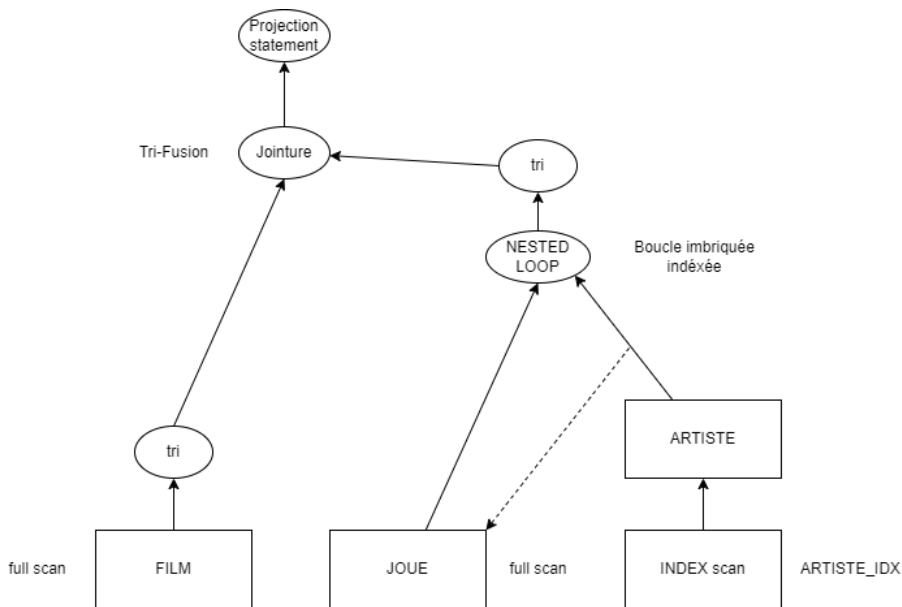 Projection
statement
Tri-Fusion
Jointure
tri
NESTED
LOOP
Boucle imbriquée
indéxée
ARTISTE
tri
full scan
FILM
JOUE
full scan
INDEX scan
ARTISTE_IDX